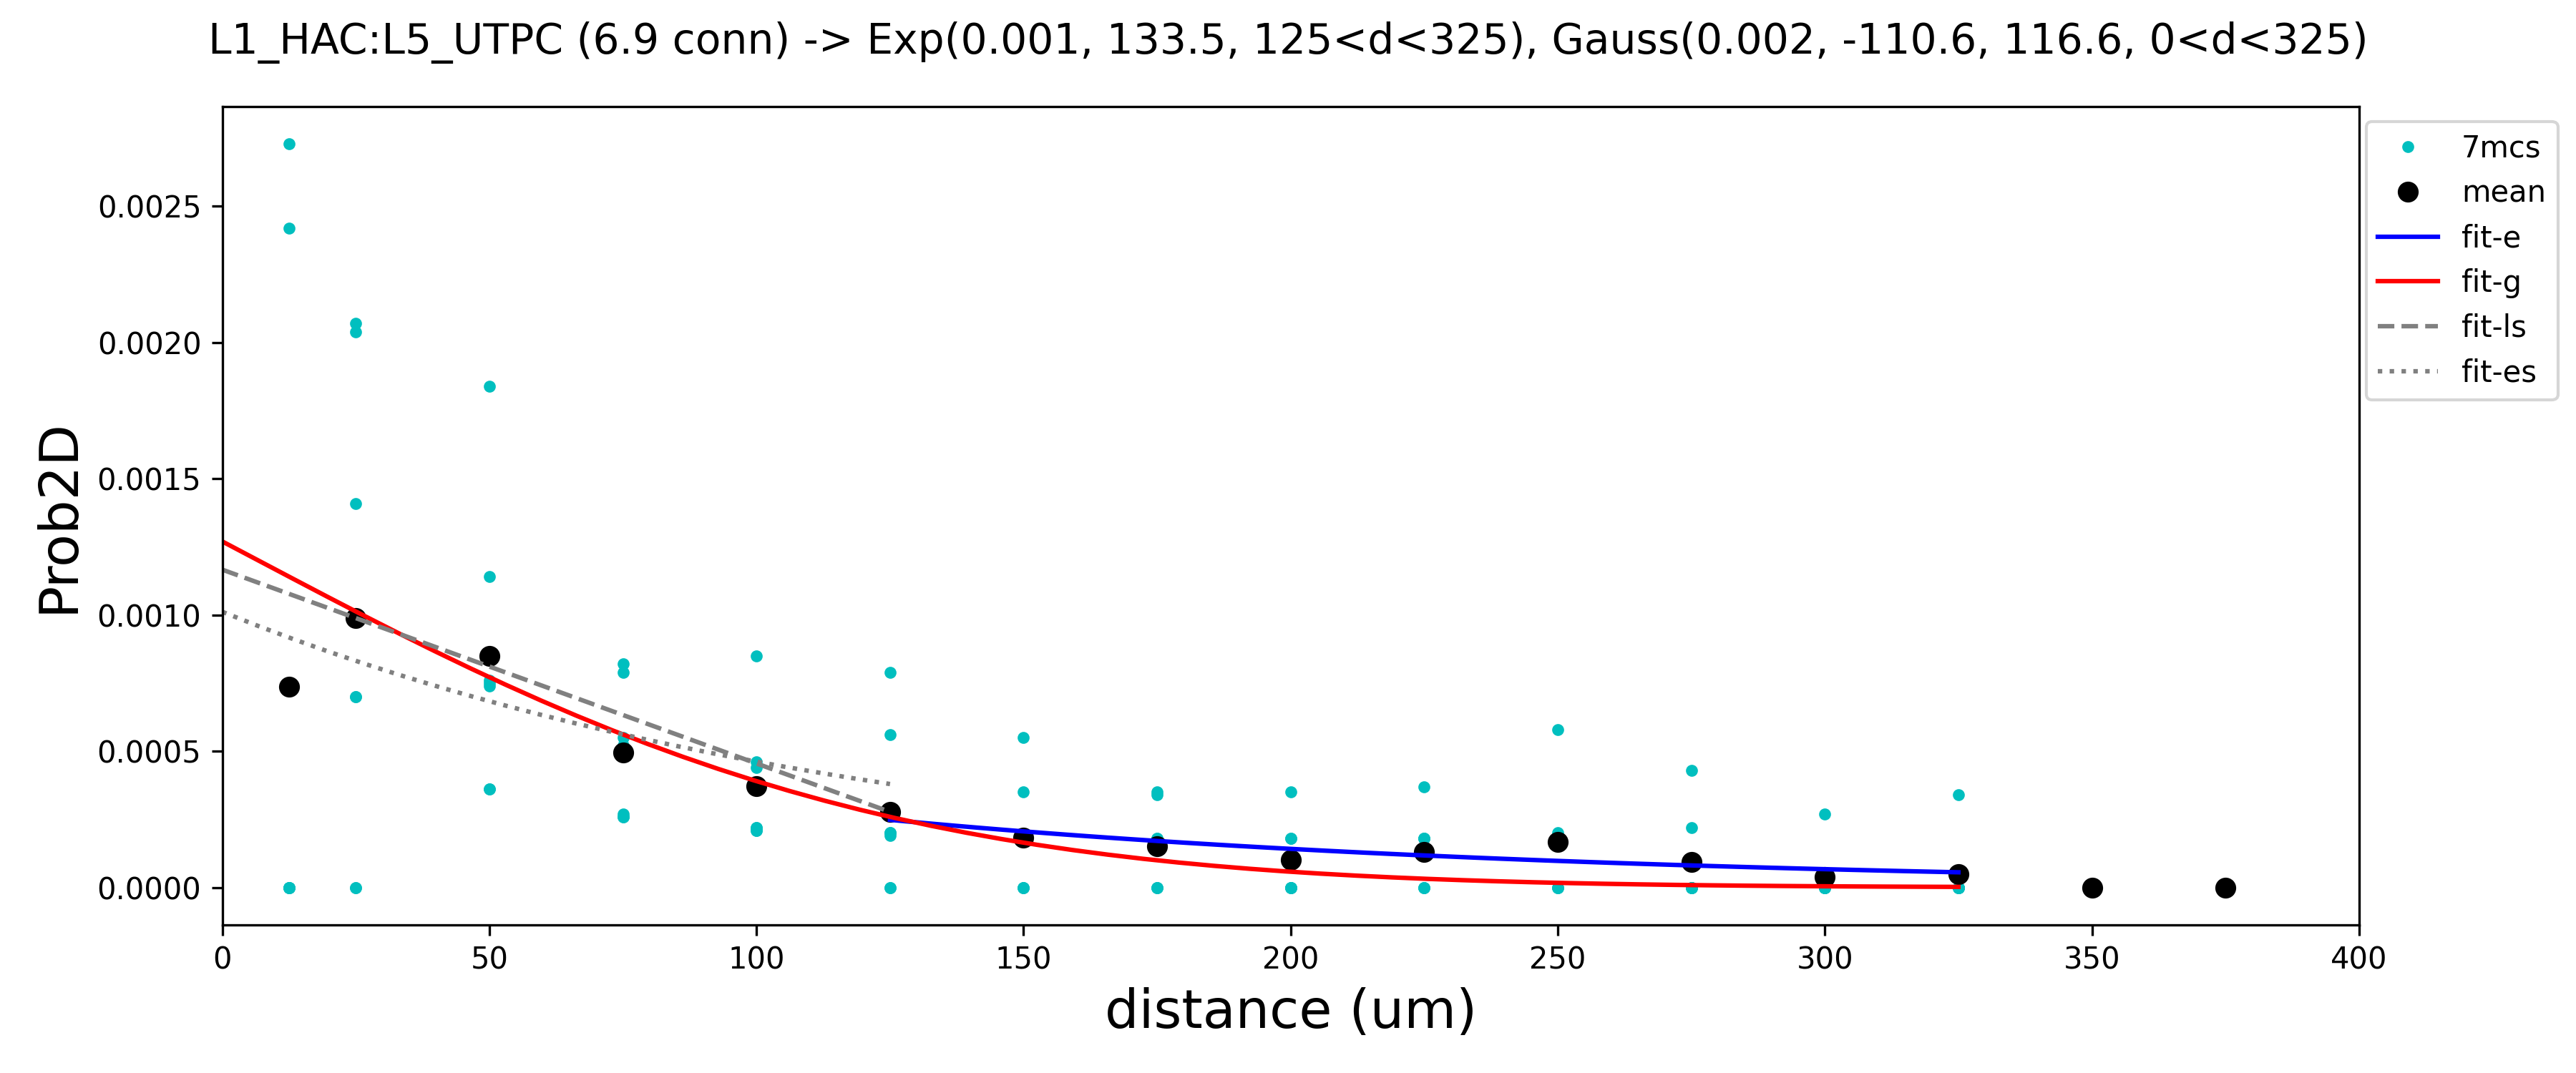 L1_HAC:L5_UTPC (6.9 conn) -> Exp(0.001, 133.5, 125<d<325), Gauss(0.002, -110.6, 116.6, 0<d<325)
Prob2D
0.0025
0.0020
0.0015
0.0010
0.0005
0.0000
0 50 100 150 200 250 300 350 400
distance (um)
7mcs
mean
fit-e
fit-g
fit-ls
fit-es